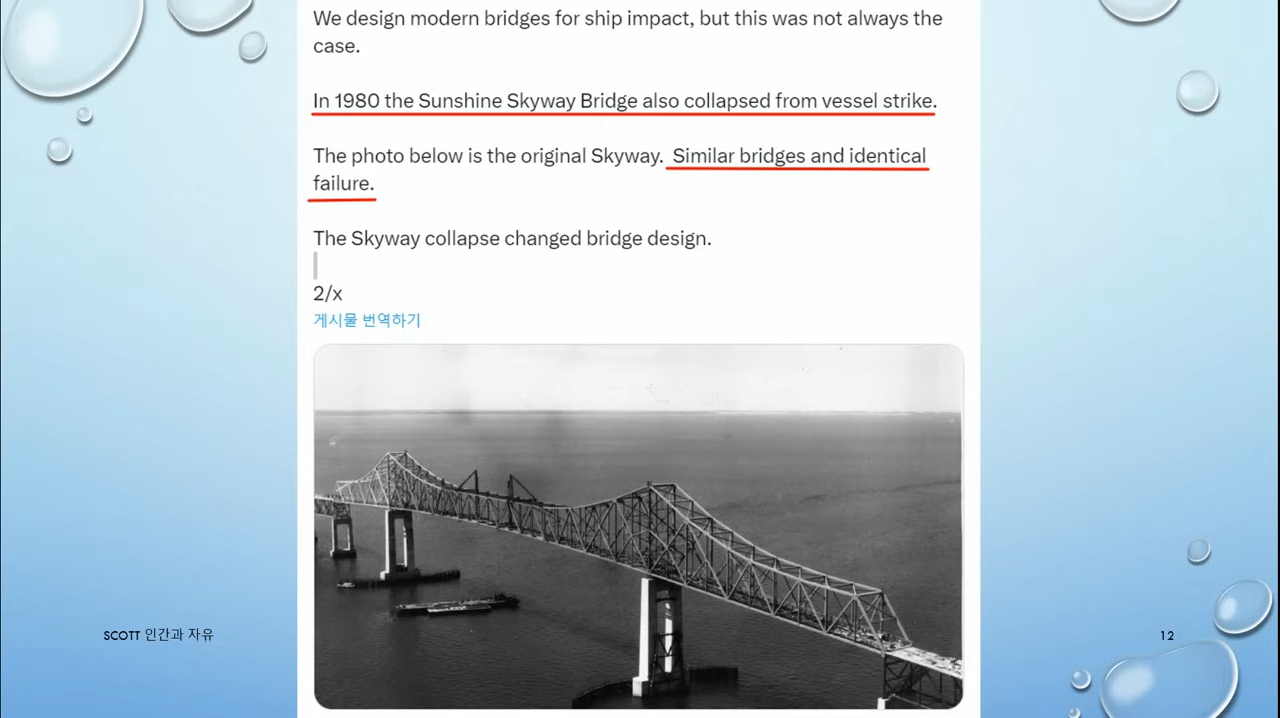 We design modern bridges for ship impact, but this was not always the
case.
In 1980 the Sunshine Skyway Bridge also collapsed from vessel strike.
The photo below is the original Skyway. Similar bridges and identical
failure.
The Skyway collapse changed bridge design.
2/x
게시물 번역하기
SCOTT 인간과 자유
12